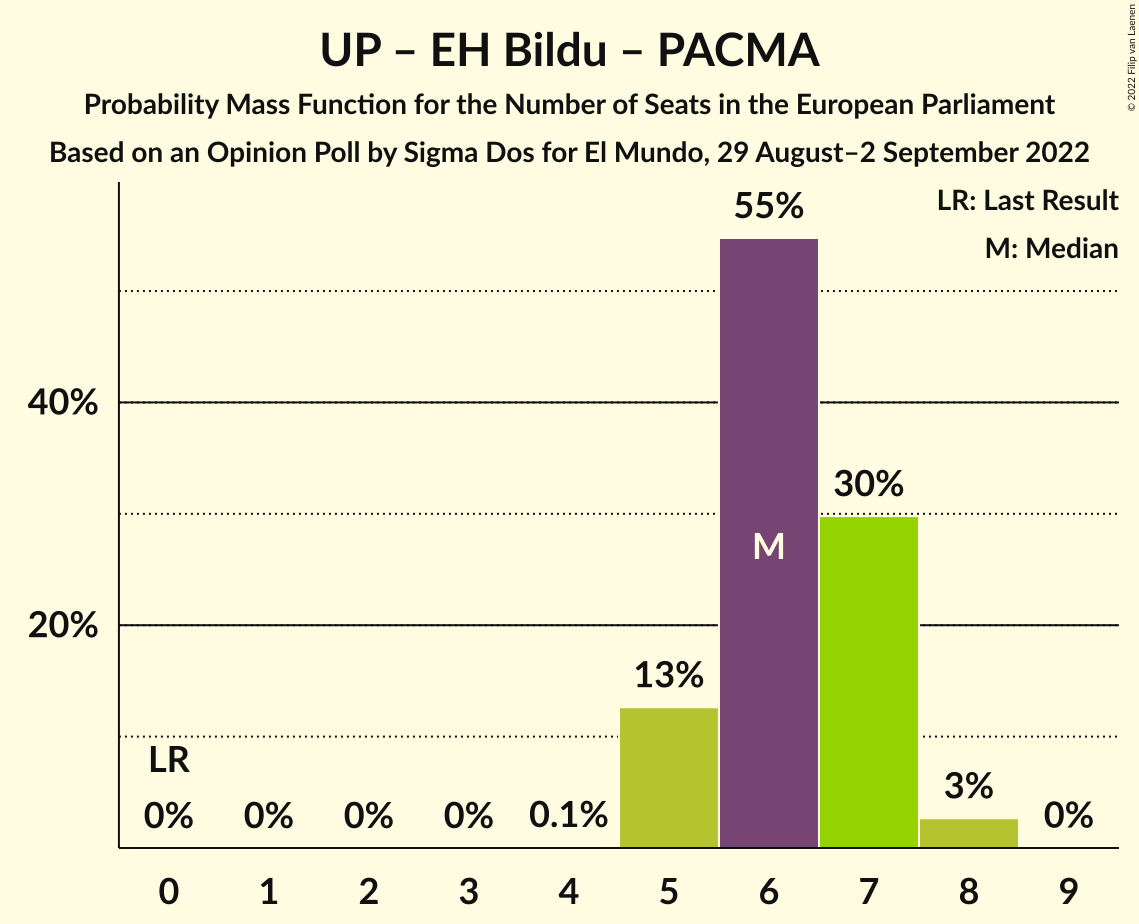 UP – EH Bildu – PACMA
Probability Mass Function for the Number of Seats in the European Parliament
Based on an Opinion Poll by Sigma Dos for El Mundo, 29 August–2 September 2022
© 2022 Filip van Laenen
LR: Last Result
M: Median
55%
40%
30%
M
20%
13%
LR
3%
0% 0% 0% 0% 0.1% 0%
0 1 2 3 4 5 6 7 8 9